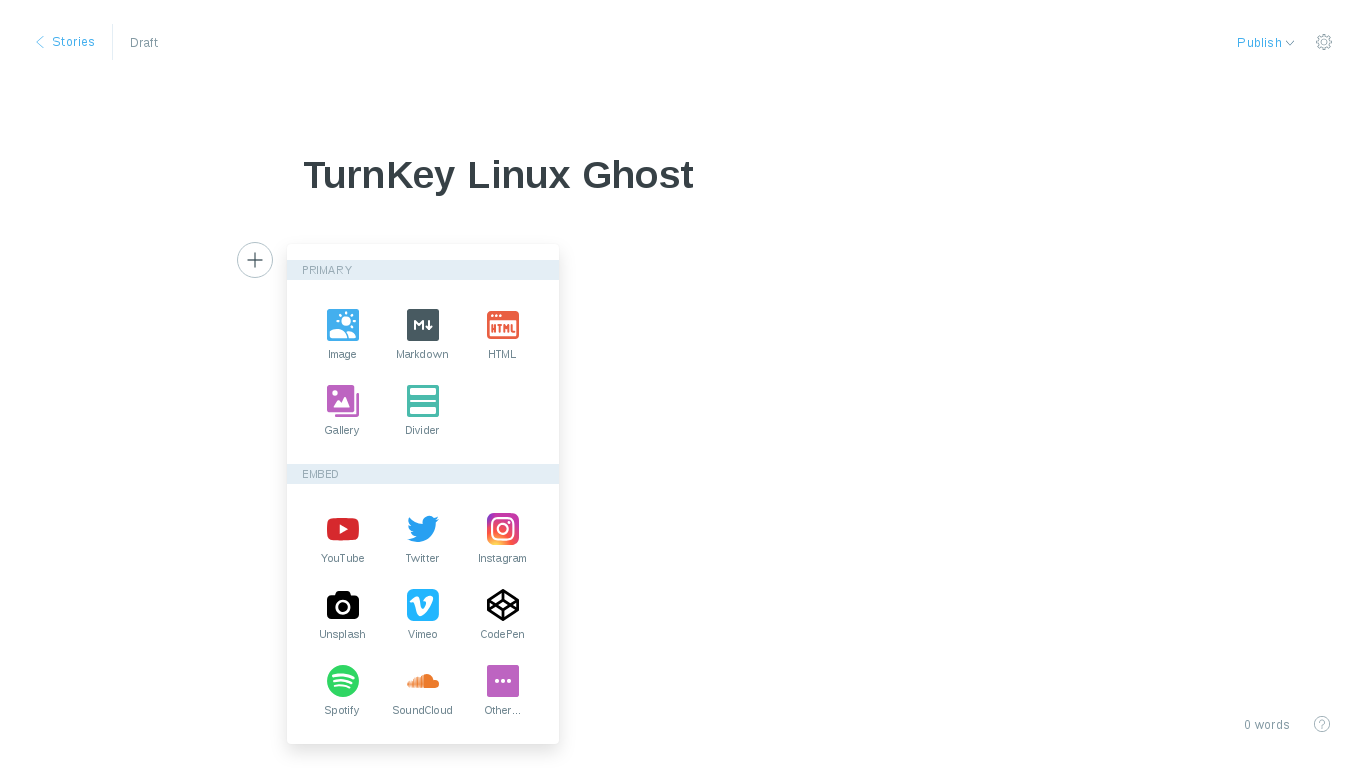 Stories
Draft
Publish
TurnKey Linux Ghost
PRIMARY
Image
Markdown
HTML
HTML
Gallery
Divider
EMBED
YouTube
Twitter
Instagram
Unsplash
Vimeo
CodePen
Spotify
SoundCloud
Other...
0 words